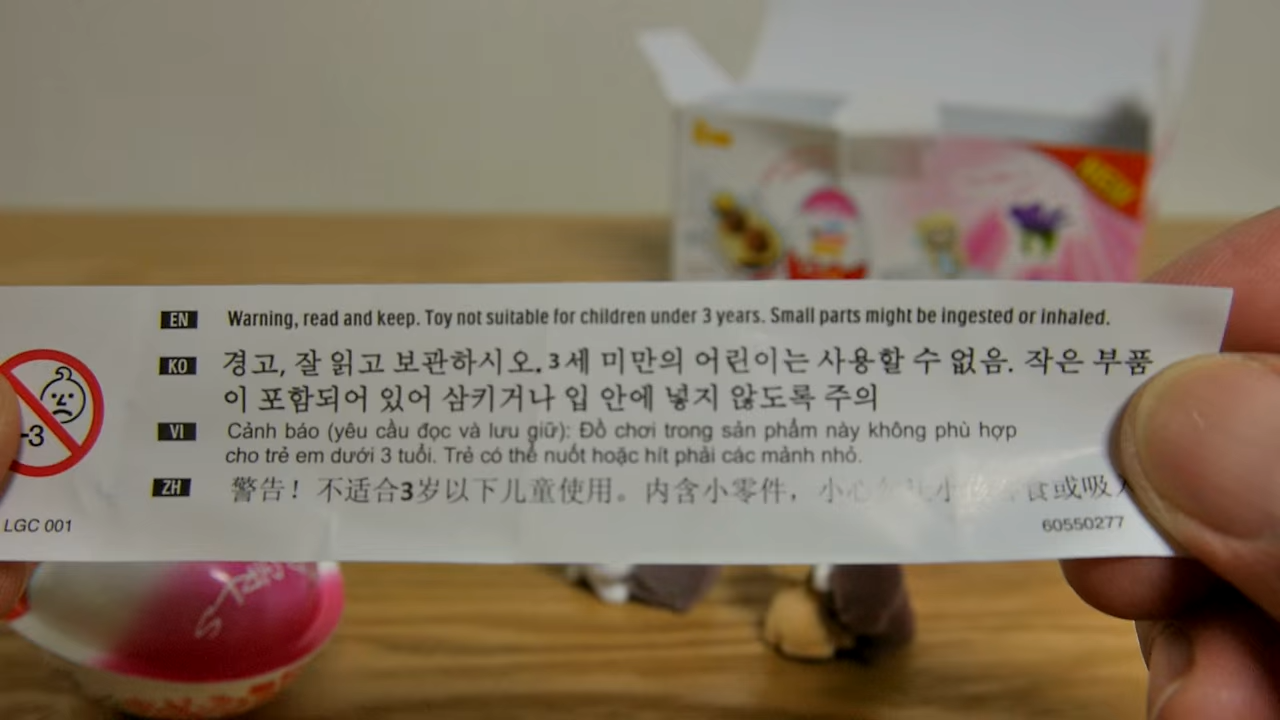 EN Warning, read and keep. Toy not suitable for children under 3 years. Small parts might be ingested or inhaled.
KO 경고, 잘 읽고 보관하시오. 3세 미만의 어린이는 사용할 수 없음. 작은 부품
이 포함되어 있어 삼키거나 입 안에 넣지 않도록 주의
-3
VI Cảnh báo (yêu cầu đọc và lưu giữ): Đồ chơi trong sản phẩm này không phù hợp
cho trẻ em dưới 3 tuổi. Trẻ có thể nuốt hoặc hít phải các mảnh nhỏ.
ZH 警告！不适合3岁以下儿童使用。内含小零件，小心
LGC 001
60550277
NEW